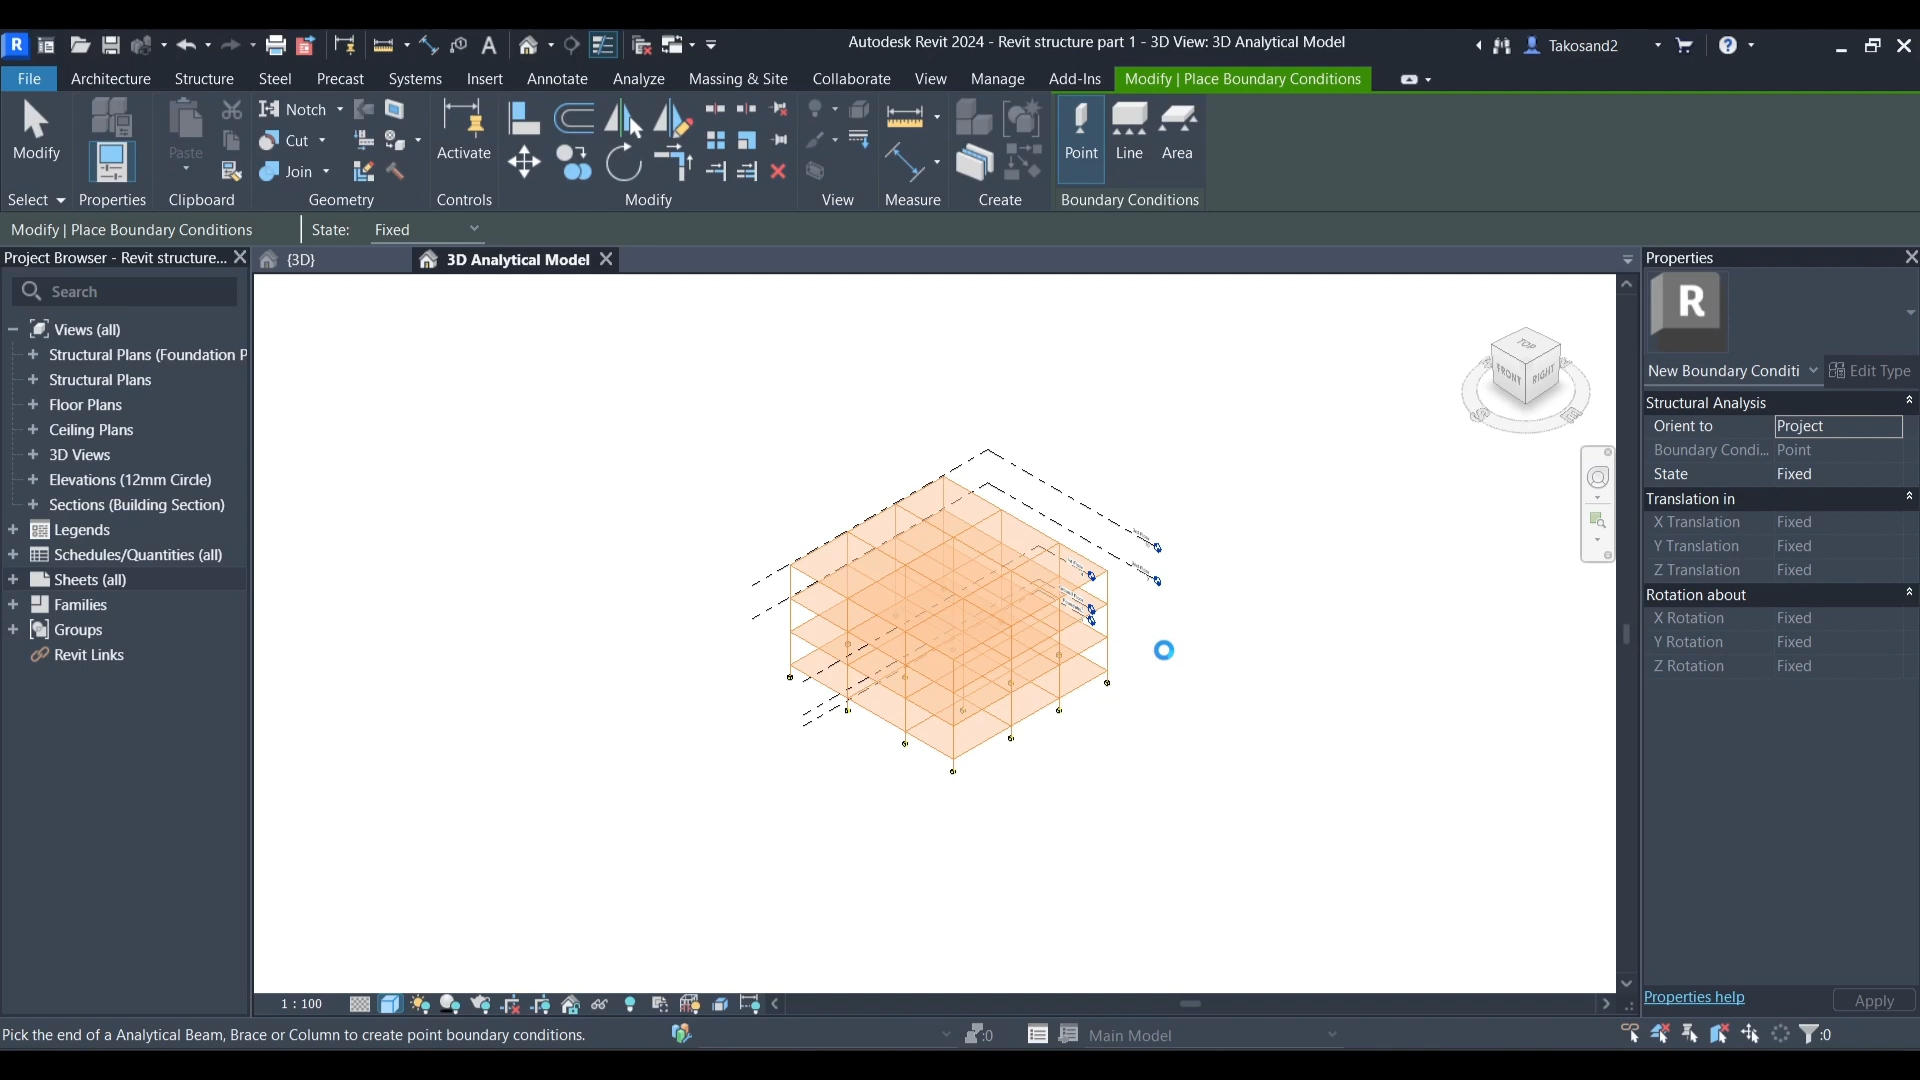 R
Autodesk Revit 2024 - Revit structure part 1 - 3D View: 3D Analytical Model
Takosand2
File Architecture Structure Steel Precast Systems Insert Annotate Analyze Massing & Site Collaborate View Manage Add-Ins Modify | Place Boundary Conditions
Modify
Paste
Notch
Cut
Join
Activate
Point
Line
Area
Select Properties Clipboard Geometry Controls Modify View Measure Create Boundary Conditions
Modify | Place Boundary Conditions State: Fixed
Project Browser - Revit structure...
{3D}
3D Analytical Model
Search
Views (all)
Structural Plans (Foundation P
Structural Plans
Floor Plans
Ceiling Plans
3D Views
Elevations (12mm Circle)
Sections (Building Section)
Legends
Schedules/Quantities (all)
Sheets (all)
Families
Groups
Revit Links
TOP
FRONT
RIGHT
S
E
Properties
R
New Boundary Conditi
Edit Type
Structural Analysis
Orient to Project
Boundary Condi... Point
State Fixed
Translation in
X Translation Fixed
Y Translation Fixed
Z Translation Fixed
Rotation about
X Rotation Fixed
Y Rotation Fixed
Z Rotation Fixed
Properties help
Apply
1 : 100
Pick the end of a Analytical Beam, Brace or Column to create point boundary conditions.
:0
Main Model
:0